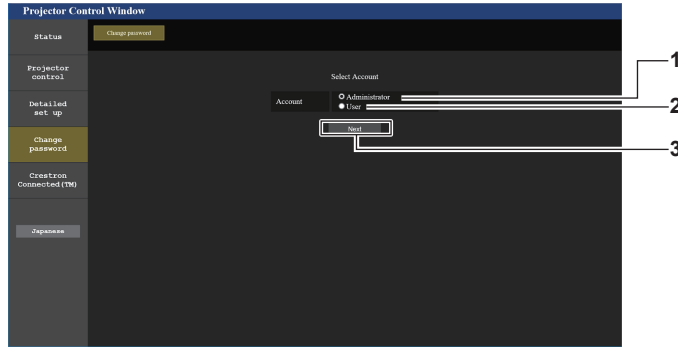 Projector Control Window
Status
Change password
Projector
control
Detailed
set up
Change
password
Crestron
Connected(TM)
Japanese
Select Account
Account
Administrator
User
Next
1
2
3